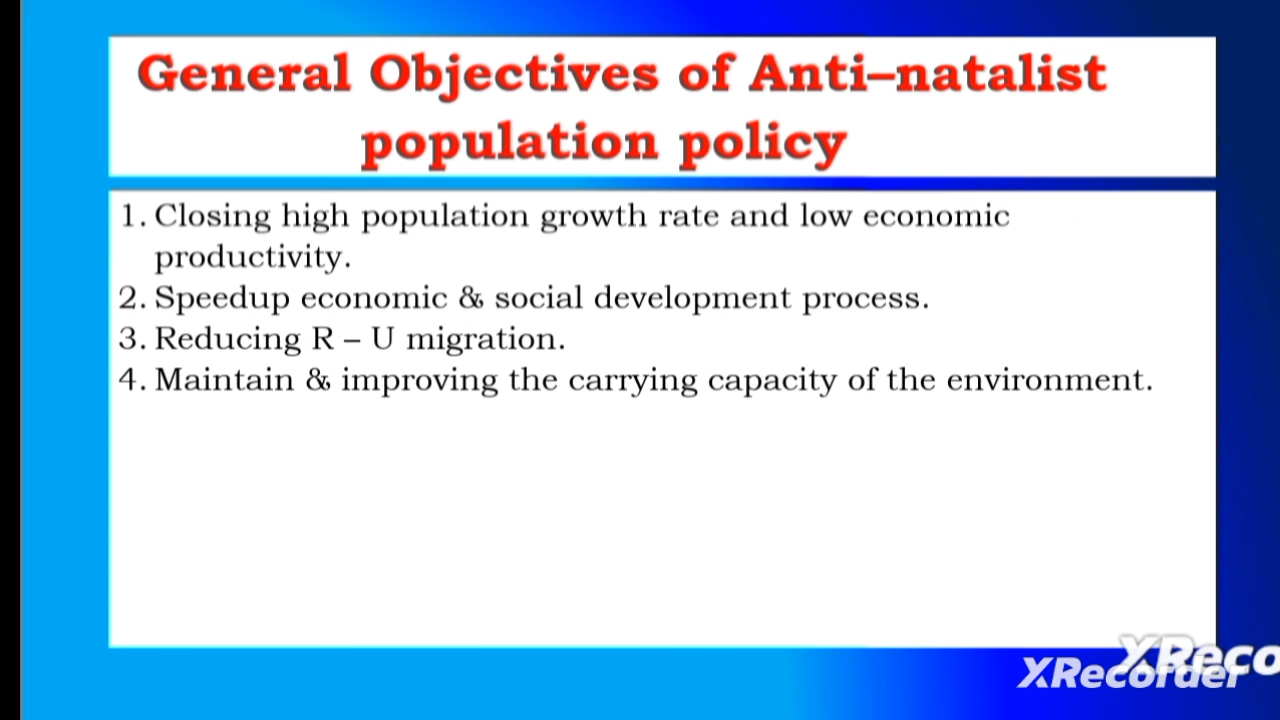 General Objectives of Anti–natalist
population policy
1. Closing high population growth rate and low economic
productivity.
2. Speedup economic & social development process.
3. Reducing R – U migration.
4. Maintain & improving the carrying capacity of the environment.
XReco
XRecorder